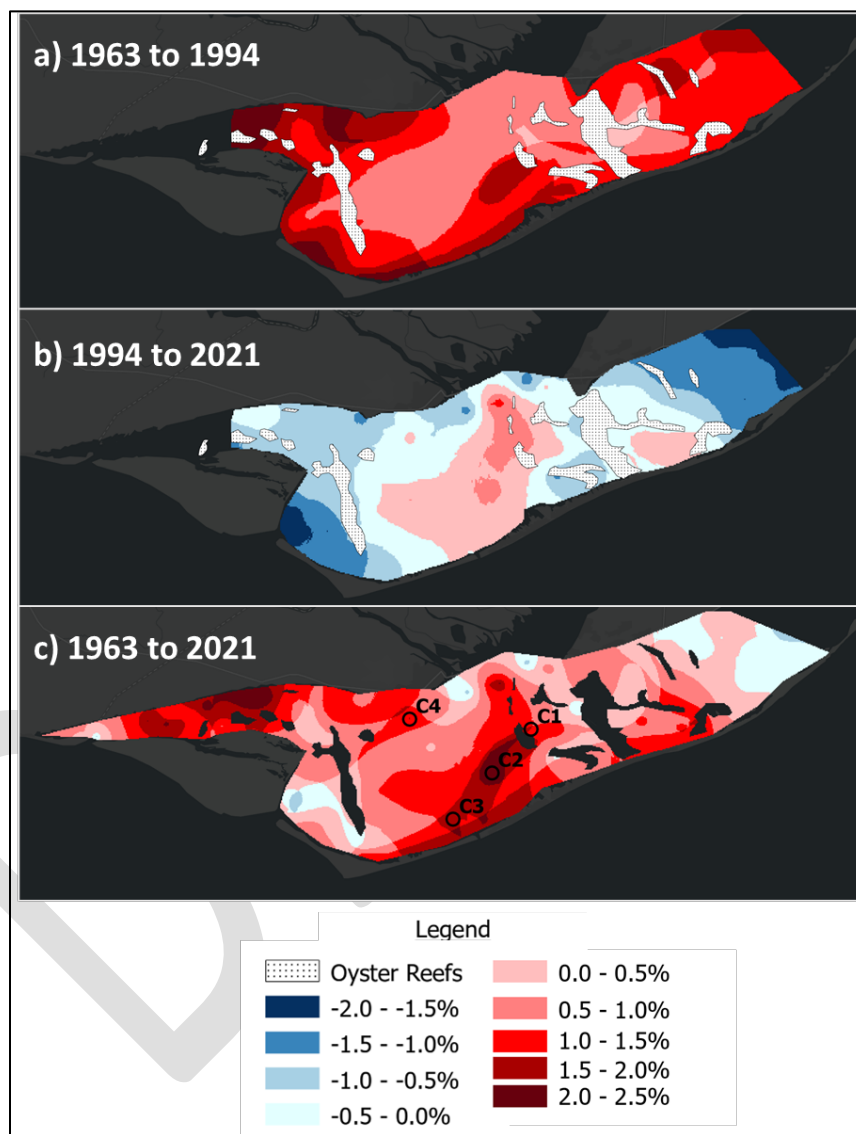 a) 1963 to 1994
b) 1994 to 2021
c) 1963 to 2021
C4
C1
C2
C3
Legend
Oyster Reefs
-2.0 - -1.5%
-1.5 - -1.0%
-1.0 - -0.5%
-0.5 - 0.0%
0.0 - 0.5%
0.5 - 1.0%
1.0 - 1.5%
1.5 - 2.0%
2.0 - 2.5%